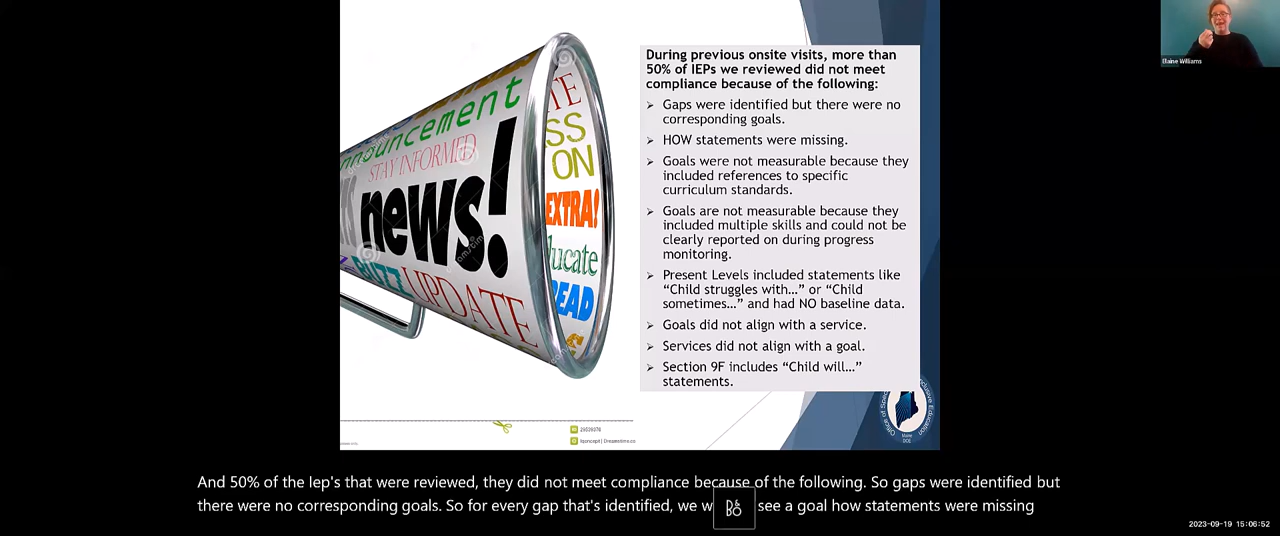 Elaine Williams
announcement
STAY INFORMED
news!
BUZZ UPDATE
TE
SS
ON
EXTRA!
ducate
READ
During previous onsite visits, more than
50% of IEPs we reviewed did not meet
compliance because of the following:
Gaps were identified but there were no
corresponding goals.
HOW statements were missing.
Goals were not measurable because they
included references to specific
curriculum standards.
Goals are not measurable because they
included multiple skills and could not be
clearly reported on during progress
monitoring.
Present Levels included statements like
“Child struggles with…” or “Child
sometimes…” and had NO baseline data.
Goals did not align with a service.
Services did not align with a goal.
Section 9F includes “Child will…”
statements.
Maine
DOE
And 50% of the Iep's that were reviewed, they did not meet compliance because of the following. So gaps were identified but
there were no corresponding goals. So for every gap that's identified, we w see a goal how statements were missing
B&
BO
2023-09-19 15:06:52